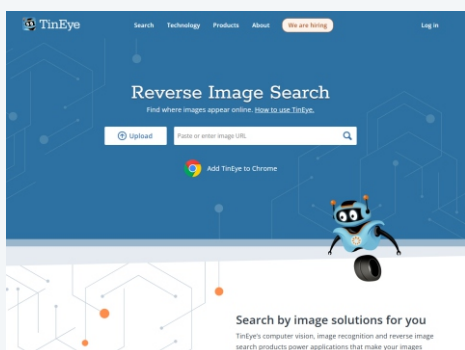 TinEye
Search Technology Products About We are hiring Log in
Reverse Image Search
Find where images appear online. How to use TinEye.
Upload Paste or enter image URL
Add TinEye to Chrome
Search by image solutions for you
TinEye's computer vision, image recognition and reverse image
search products power applications that make your images